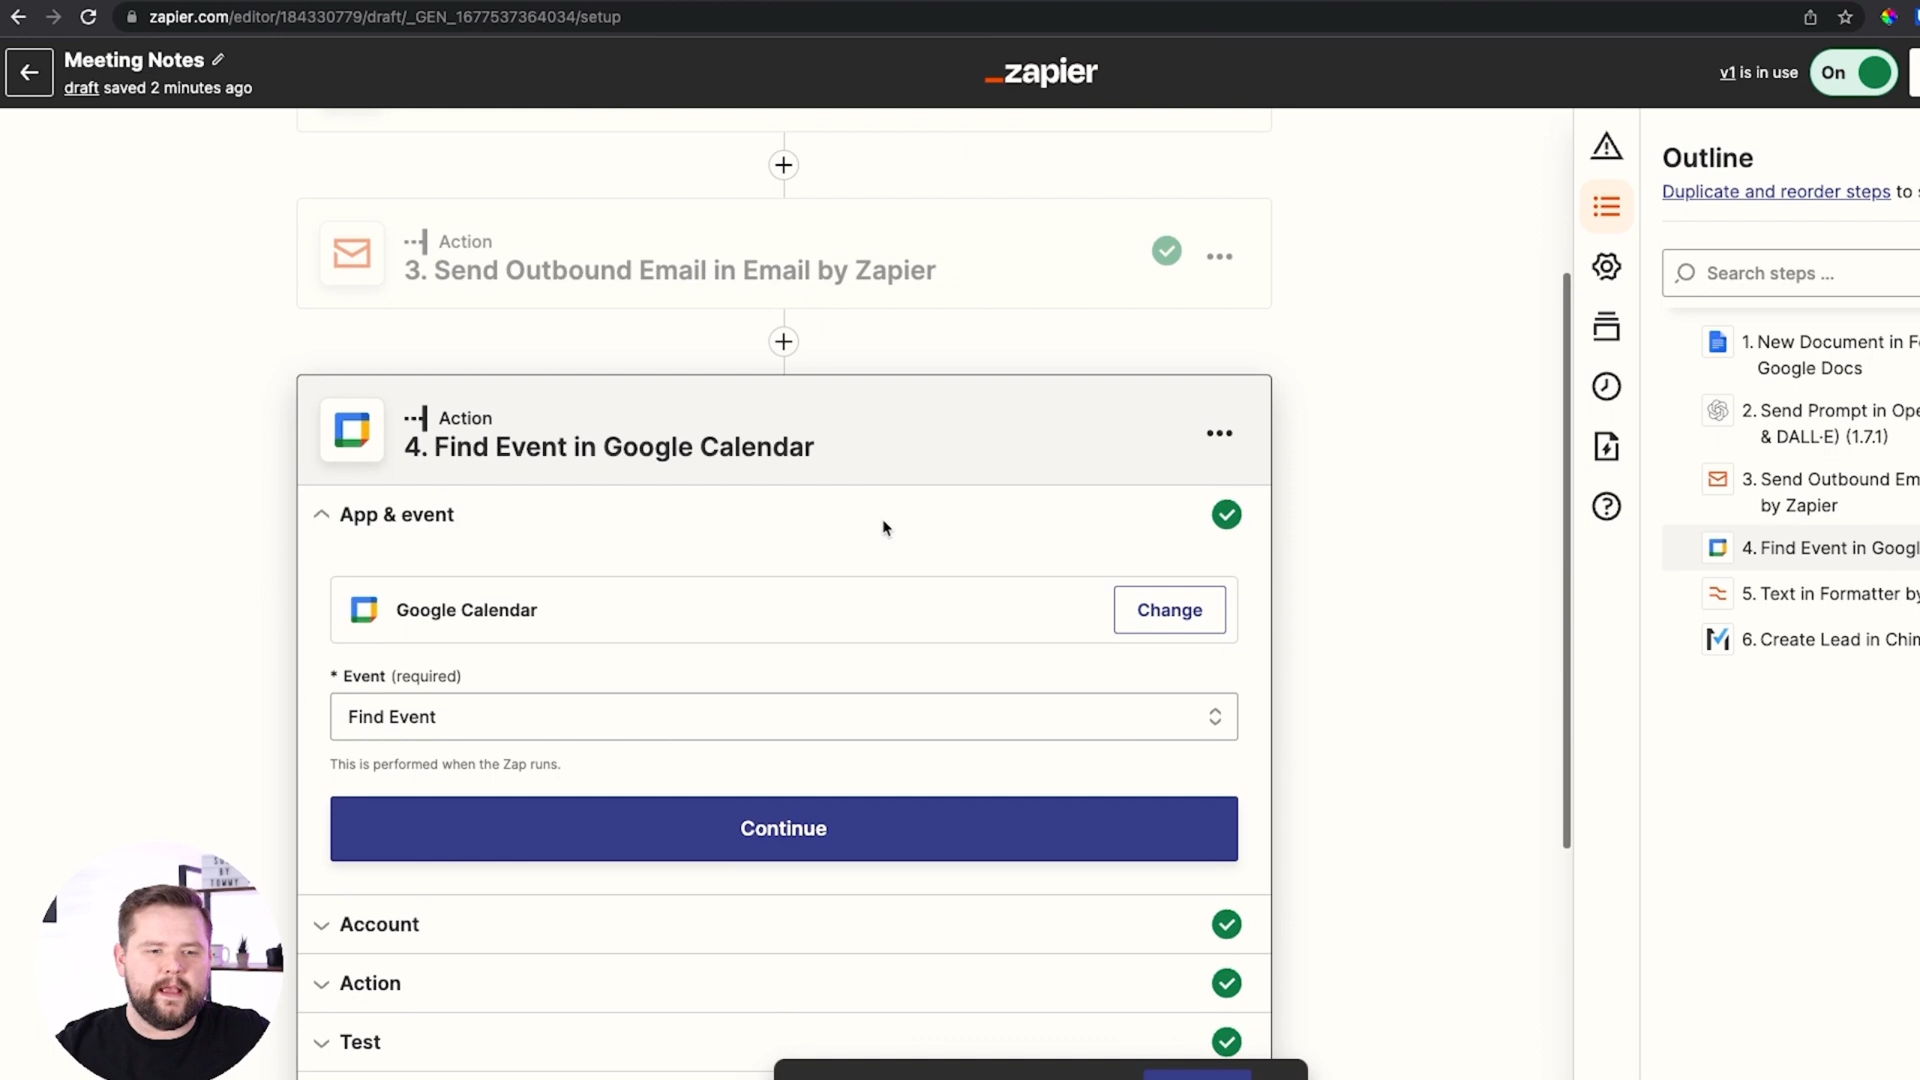 zapier.com/editor/184330779/draft/_GEN_1677537364034/setup
Meeting Notes
draft saved 2 minutes ago
_zapier
v1 is in use
On
Action
3. Send Outbound Email in Email by Zapier
Action
4. Find Event in Google Calendar
App & event
Google Calendar
Change
* Event (required)
Find Event
This is performed when the Zap runs.
Continue
Account
Action
Test
Outline
Duplicate and reorder steps to
Search steps ...
1. New Document in F
Google Docs
2. Send Prompt in Ope
& DALL·E) (1.7.1)
3. Send Outbound Em
by Zapier
4. Find Event in Googl
5. Text in Formatter by
6. Create Lead in Chin
BY
TOMMY